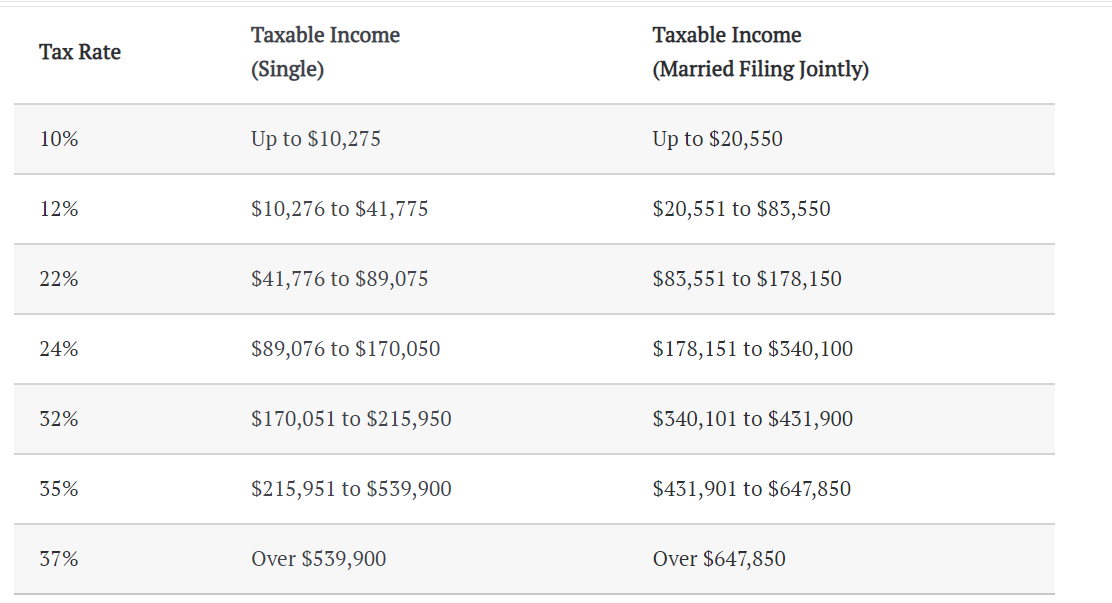 Tax Rate
Taxable Income
(Single)
Taxable Income
(Married Filing Jointly)
10% Up to $10,275 Up to $20,550
12% $10,276 to $41,775 $20,551 to $83,550
22% $41,776 to $89,075 $83,551 to $178,150
24% $89,076 to $170,050 $178,151 to $340,100
32% $170,051 to $215,950 $340,101 to $431,900
35% $215,951 to $539,900 $431,901 to $647,850
37% Over $539,900 Over $647,850